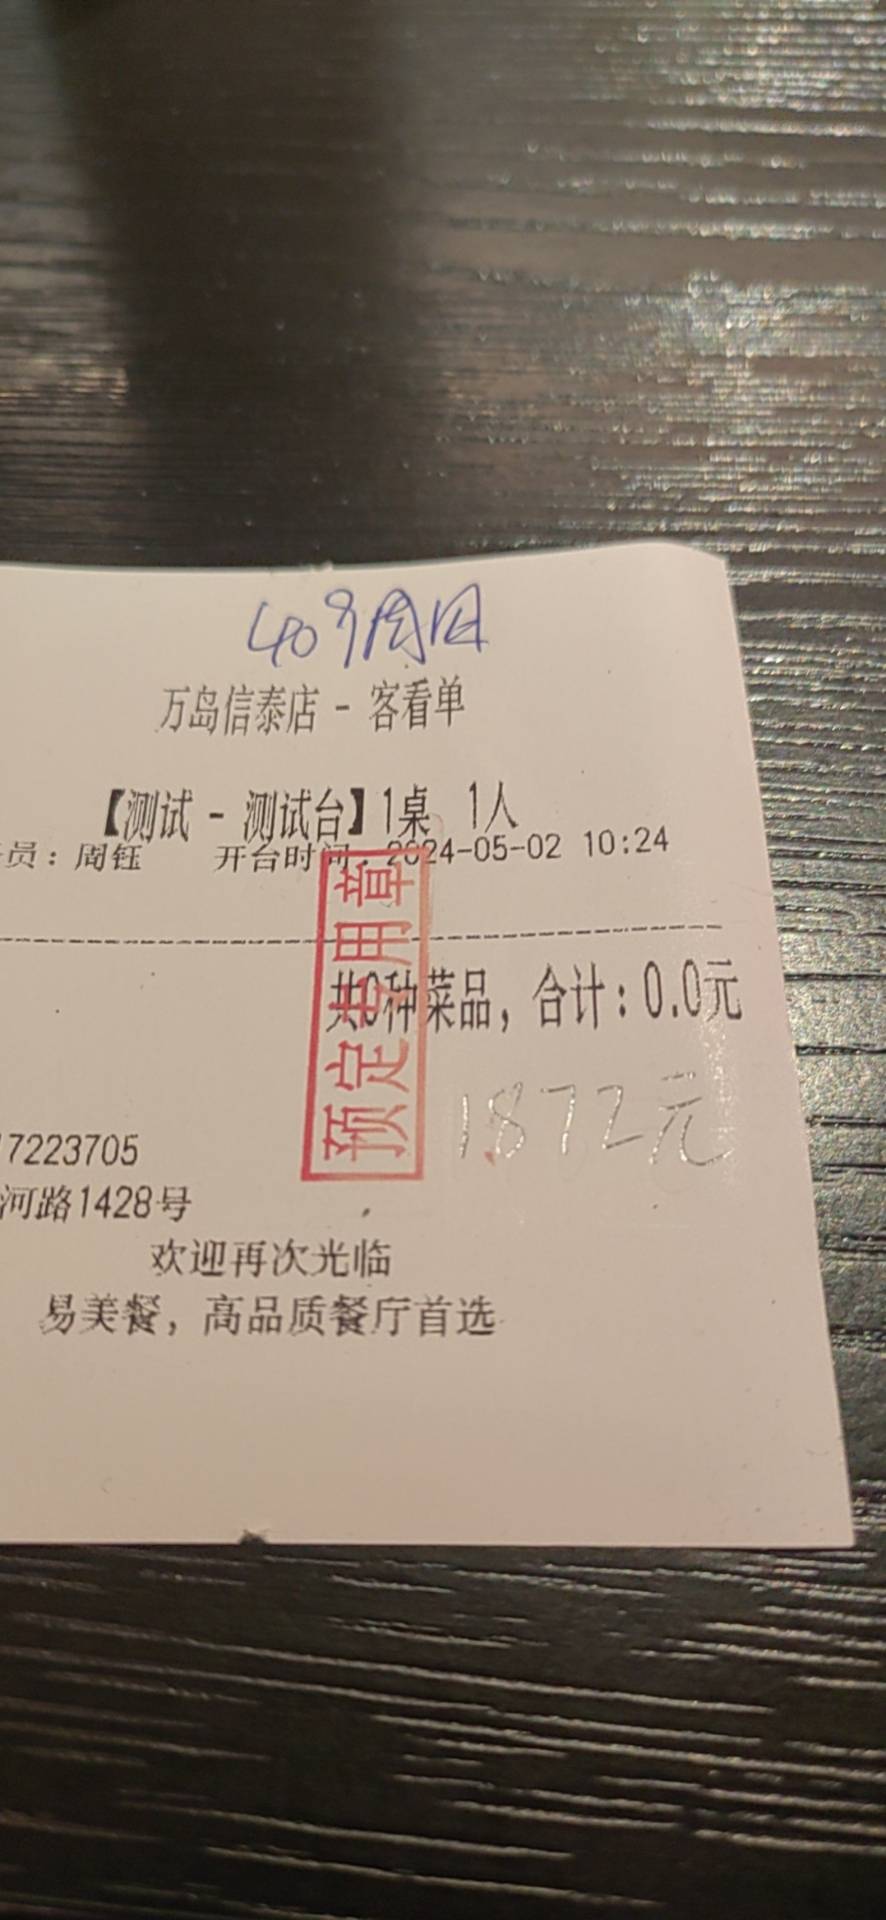 409周日
万岛信泰店 - 客看单
【测试 - 测试台】1桌 1人
员：周钰 开台时间：2024-05-02 10:24
共0种菜品，合计：0.0元
预定专用章
1872元
17223705
河路1428号
欢迎再次光临
易美餐，高品质餐厅首选